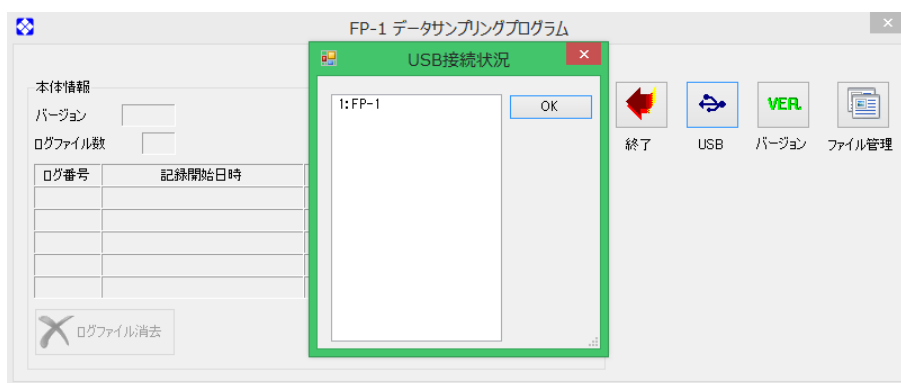 FP-1 データサンプリングプログラム
USB接続状況
1:FP-1
OK
本体情報
バージョン
ログファイル数
ログ番号
記録開始日時
ログファイル消去
終了
USB
VER.
バージョン
ファイル管理